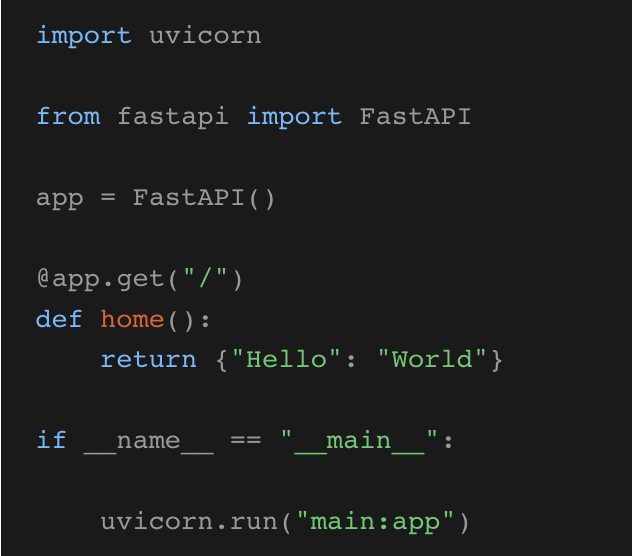 import uvicorn
from fastapi import FastAPI
app = FastAPI()
@app.get("/")
def home():
    return {"Hello": "World"}
if __name__ == "__main__":
    uvicorn.run("main:app")